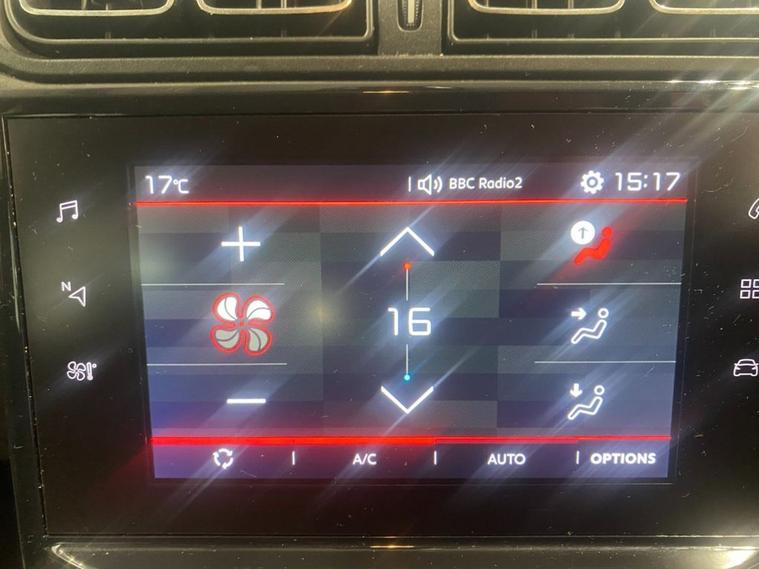 17°C
BBC Radio2
15:17
N
16
A/C
AUTO
OPTIONS